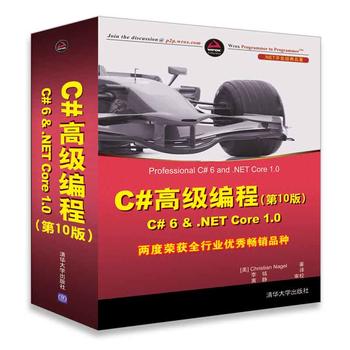 Join the discussion @ p2p.wrox.com
Wrox Programmer to Programmer™
.NET开发经典名著
Professional C# 6 and .NET Core 1.0
C#高级编程(第10版)
C# 6 & .NET Core 1.0
两度荣获全行业优秀畅销品种
[美] Christian Nagel 著
李 铭 译
黄 静 审校
清华大学出版社
C#高级编程
C# 6 & .NET Core 1.0
(第10版)
清华大学出版社